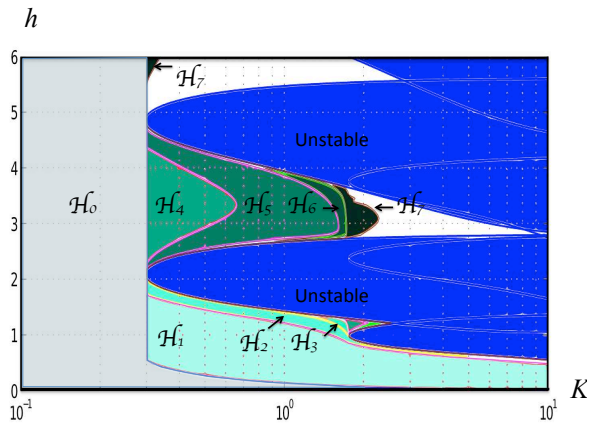 h
6
ℋ₇
5
Unstable
4
ℋ₀ ℋ₄ ℋ₅ ℋ₆ ℋ₇
3
2
Unstable
1
ℋ₁ ℋ₂ ℋ₃
0
K
10⁻¹ 10⁰ 10¹